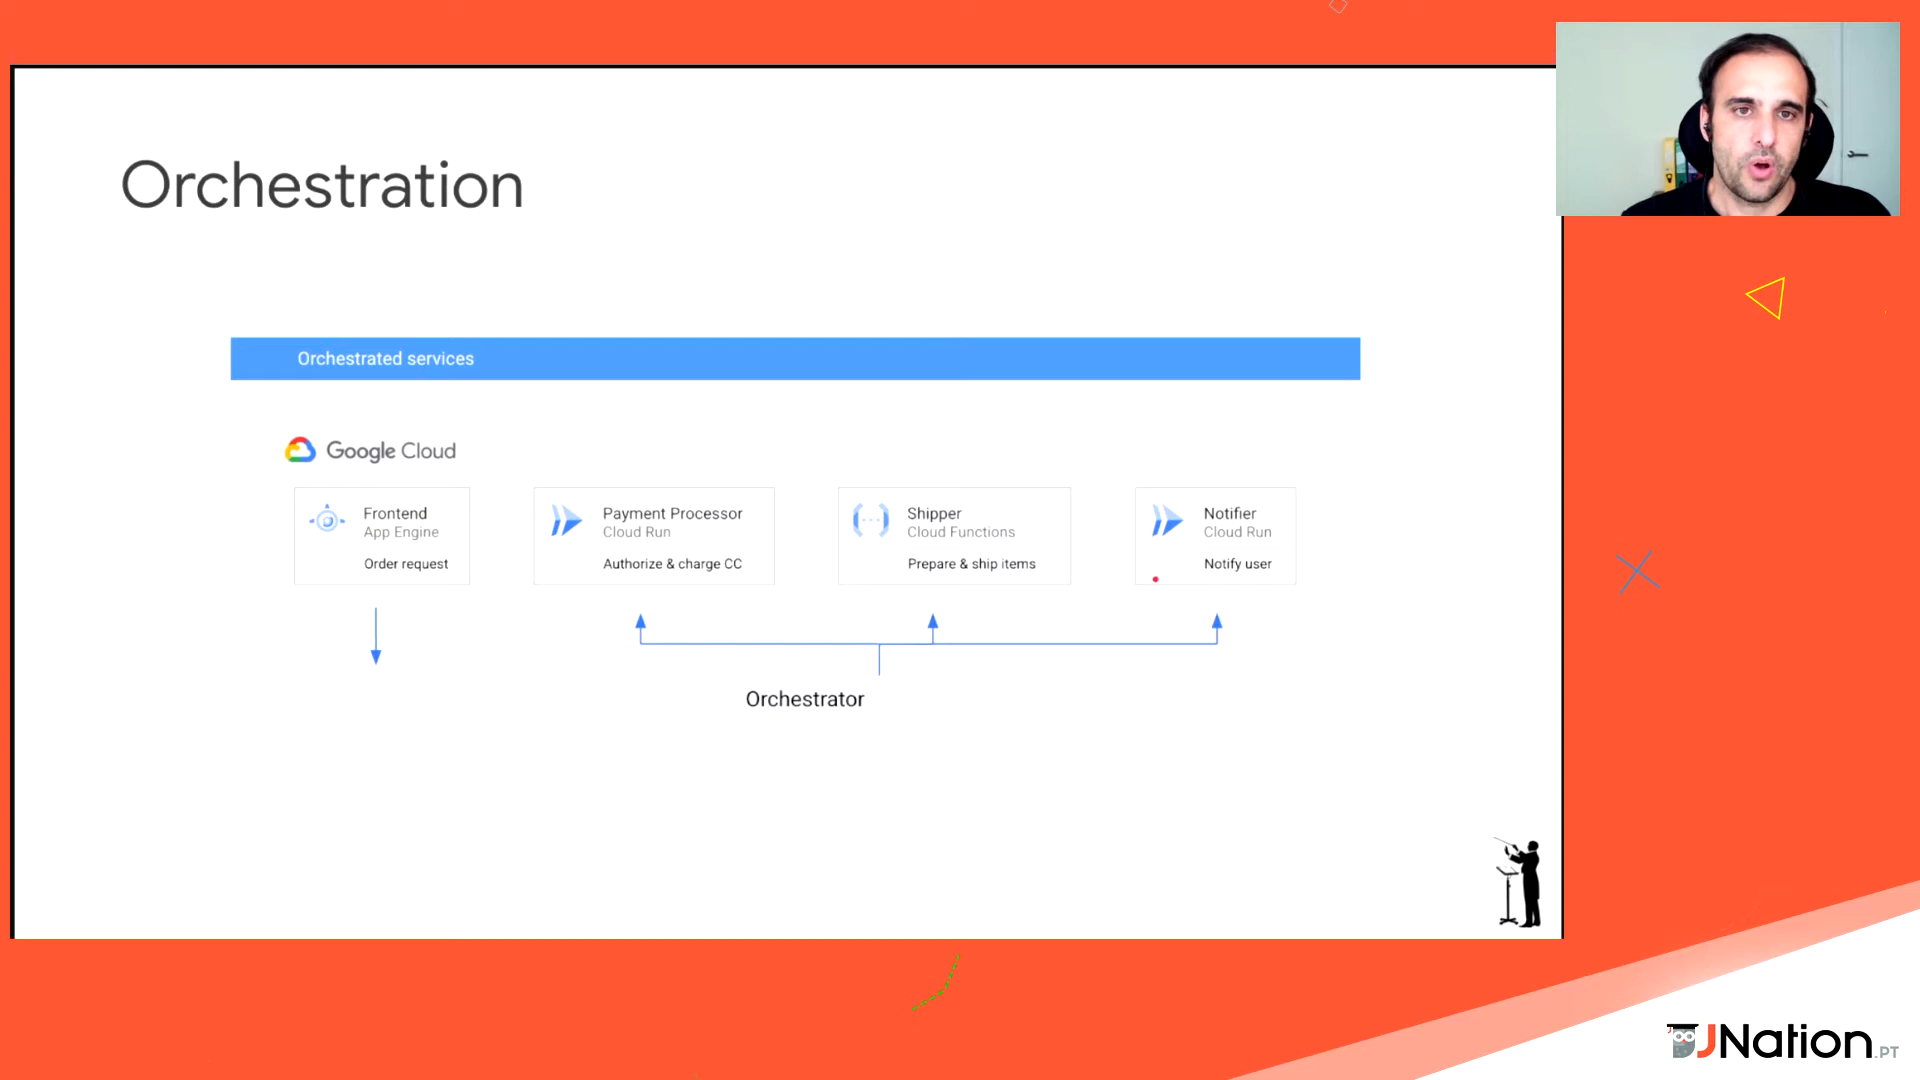 Orchestration
Orchestrated services
Google Cloud
Frontend
App Engine
Order request
Payment Processor
Cloud Run
Authorize & charge CC
Shipper
Cloud Functions
Prepare & ship items
Notifier
Cloud Run
Notify user
Orchestrator
JNation.PT